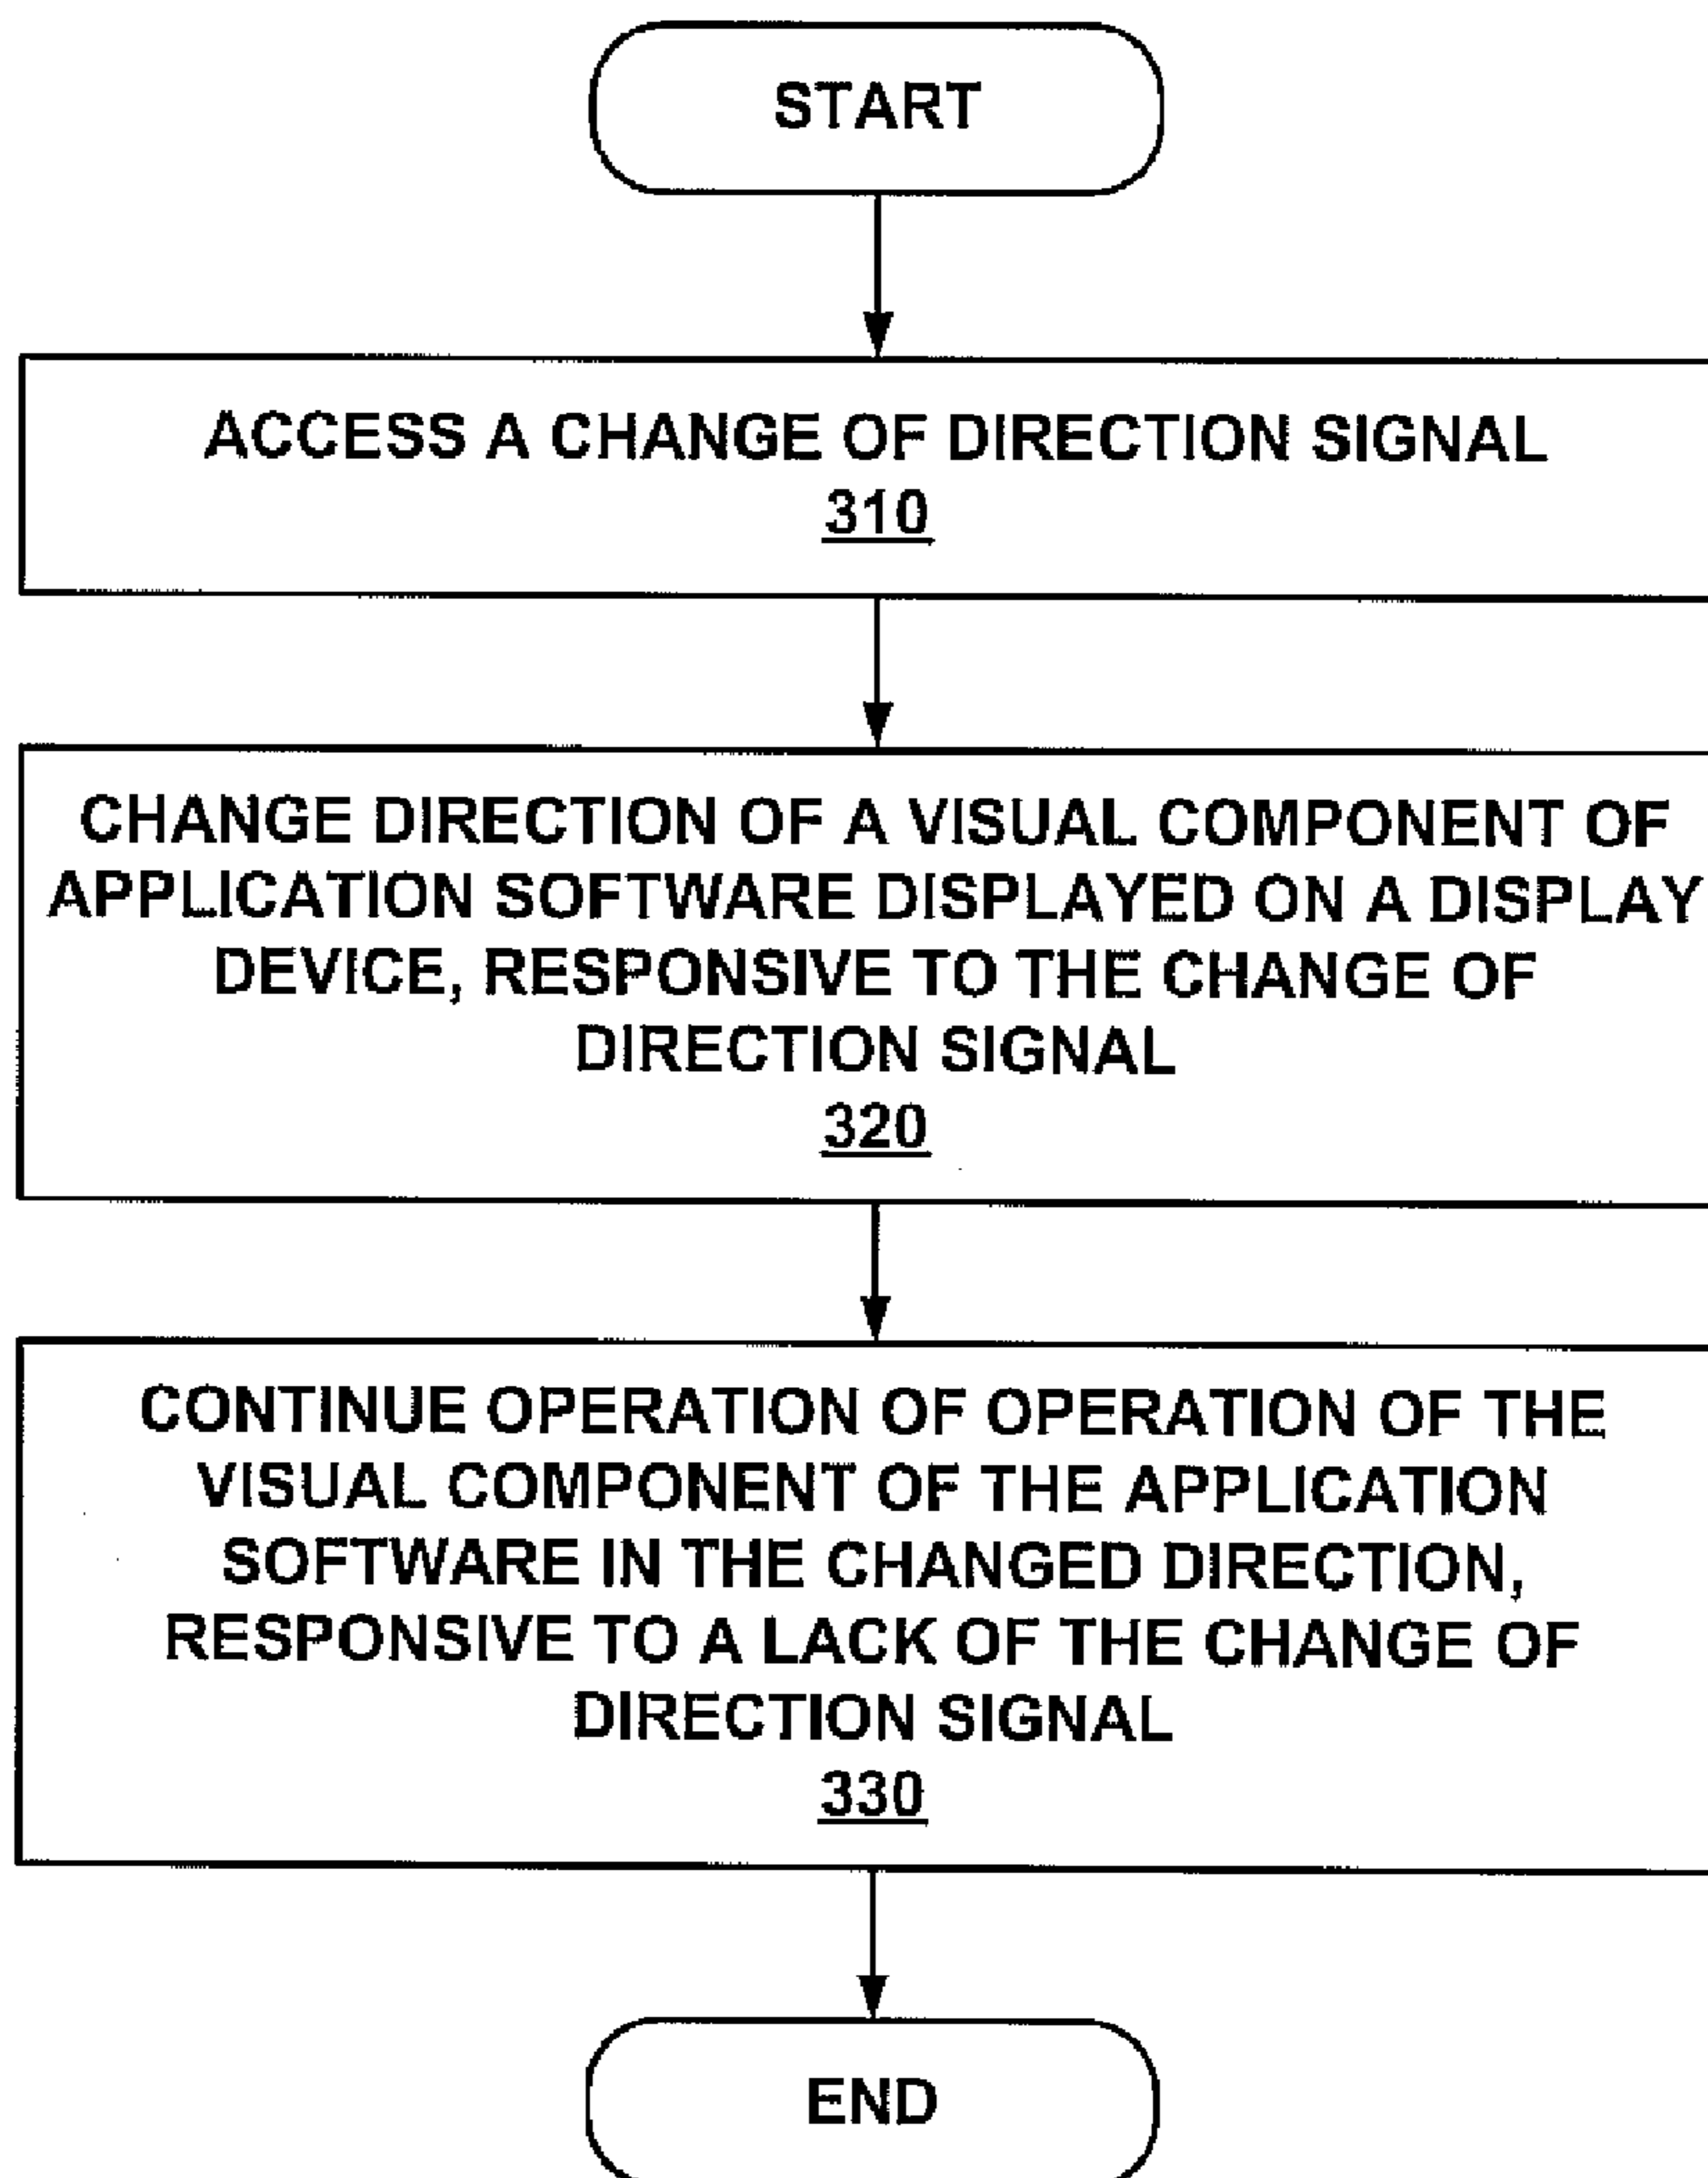 START
ACCESS A CHANGE OF DIRECTION SIGNAL
310
CHANGE DIRECTION OF A VISUAL COMPONENT OF
APPLICATION SOFTWARE DISPLAYED ON A DISPLAY
DEVICE, RESPONSIVE TO THE CHANGE OF
DIRECTION SIGNAL
320
CONTINUE OPERATION OF OPERATION OF THE
VISUAL COMPONENT OF THE APPLICATION
SOFTWARE IN THE CHANGED DIRECTION,
RESPONSIVE TO A LACK OF THE CHANGE OF
DIRECTION SIGNAL
330
END